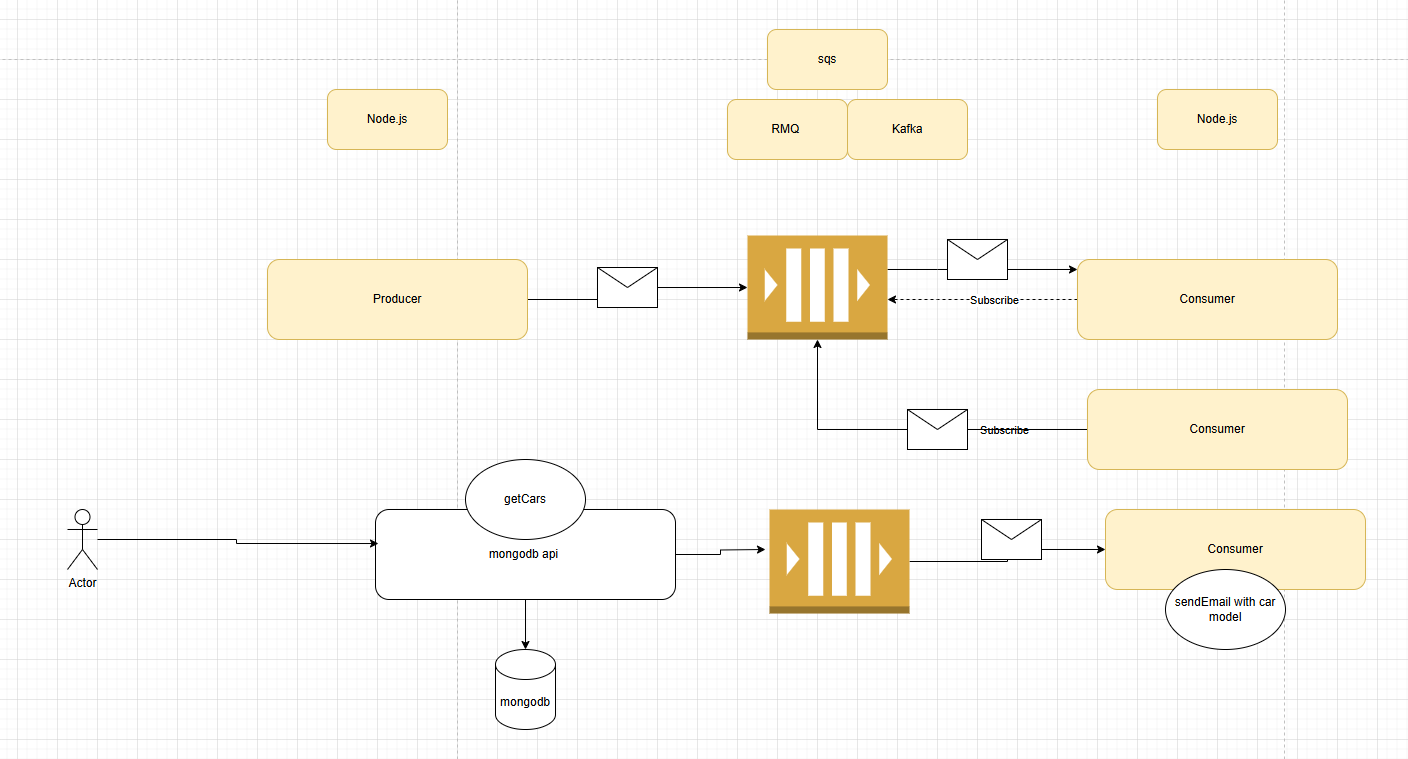 sqs
Node.js
RMQ
Kafka
Node.js
Producer
Subscribe
Consumer
Subscribe
Consumer
getCars
mongodb api
Actor
Consumer
sendEmail with car
model
mongodb